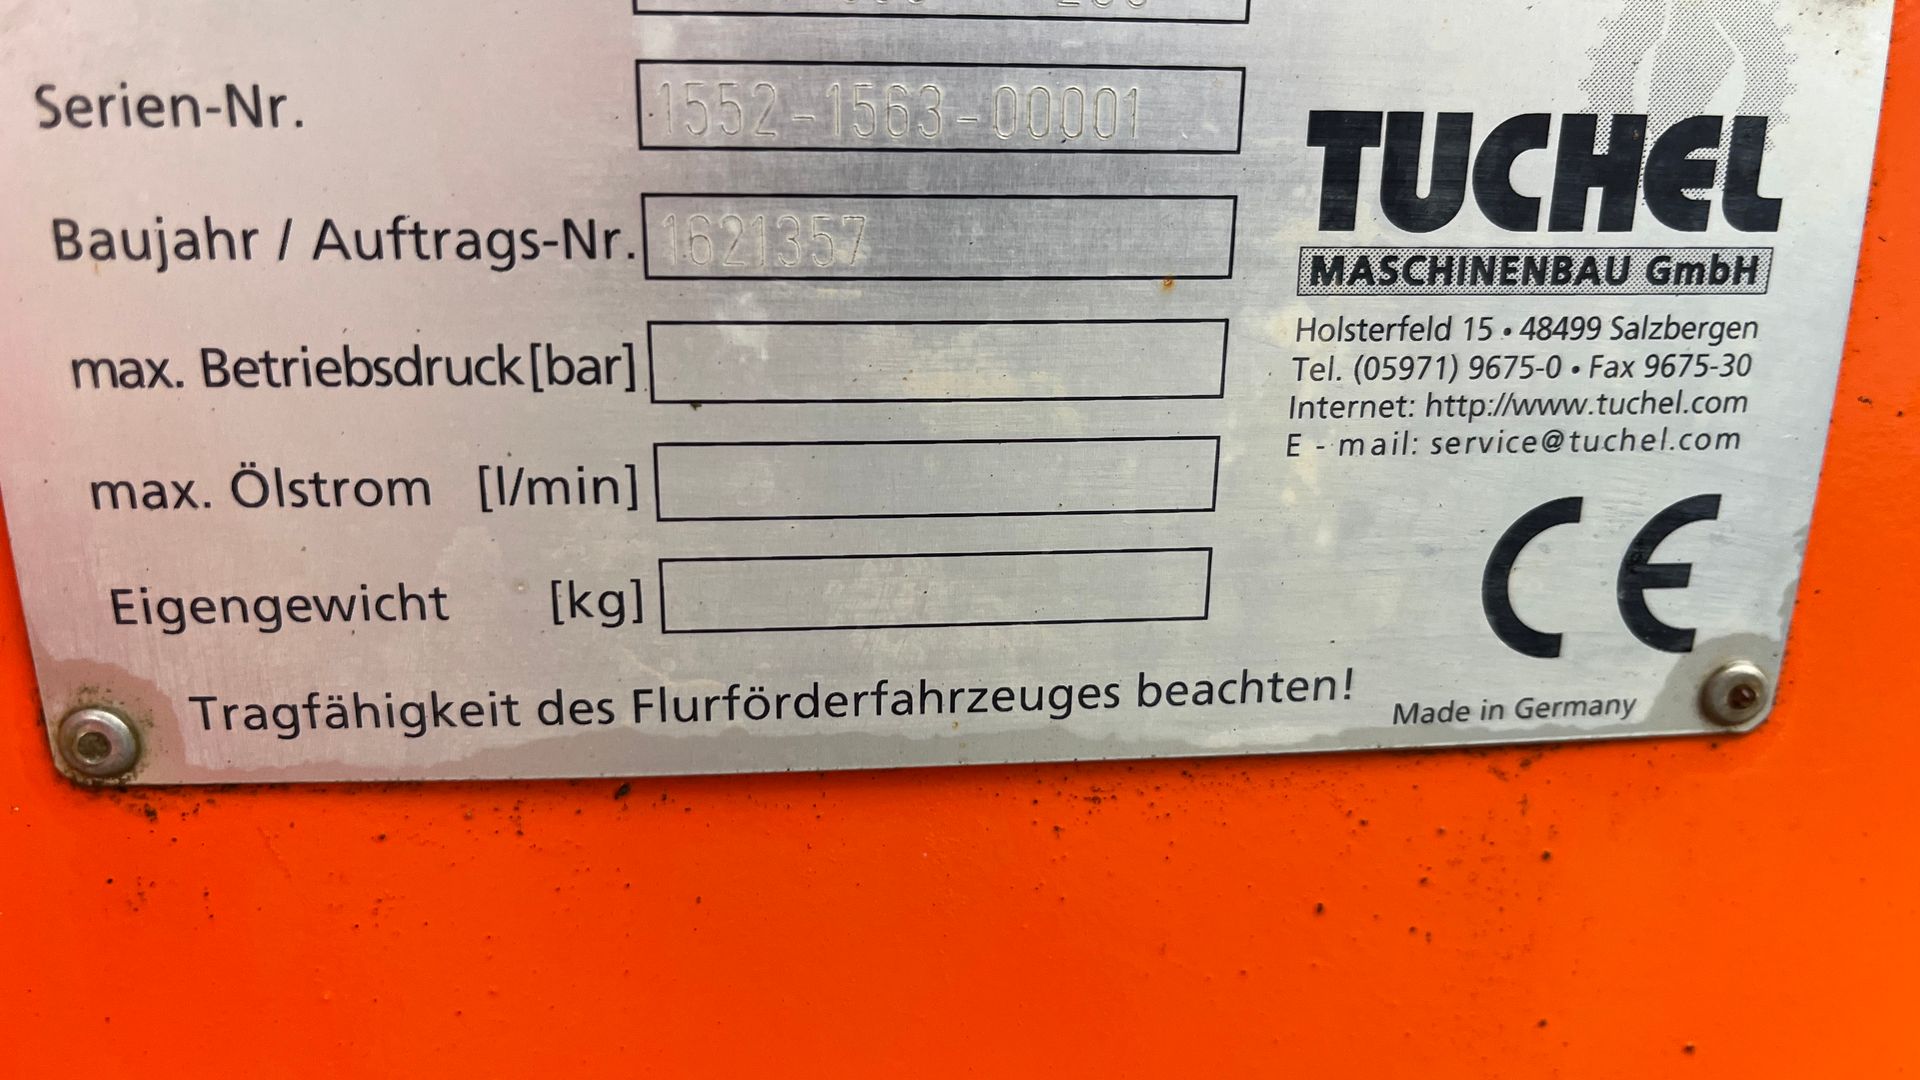 Serien-Nr. 1552-1563-00001
Baujahr / Auftrags-Nr. 1621357
max. Betriebsdruck [bar]
max. Ölstrom [l/min]
Eigengewicht [kg]
Tragfähigkeit des Flurförderfahrzeuges beachten!
TUCHEL
MASCHINENBAU GmbH
Holsterfeld 15 • 48499 Salzbergen
Tel. (05971) 9675-0 • Fax 9675-30
Internet: http://www.tuchel.com
E - mail: service@tuchel.com
CE
Made in Germany